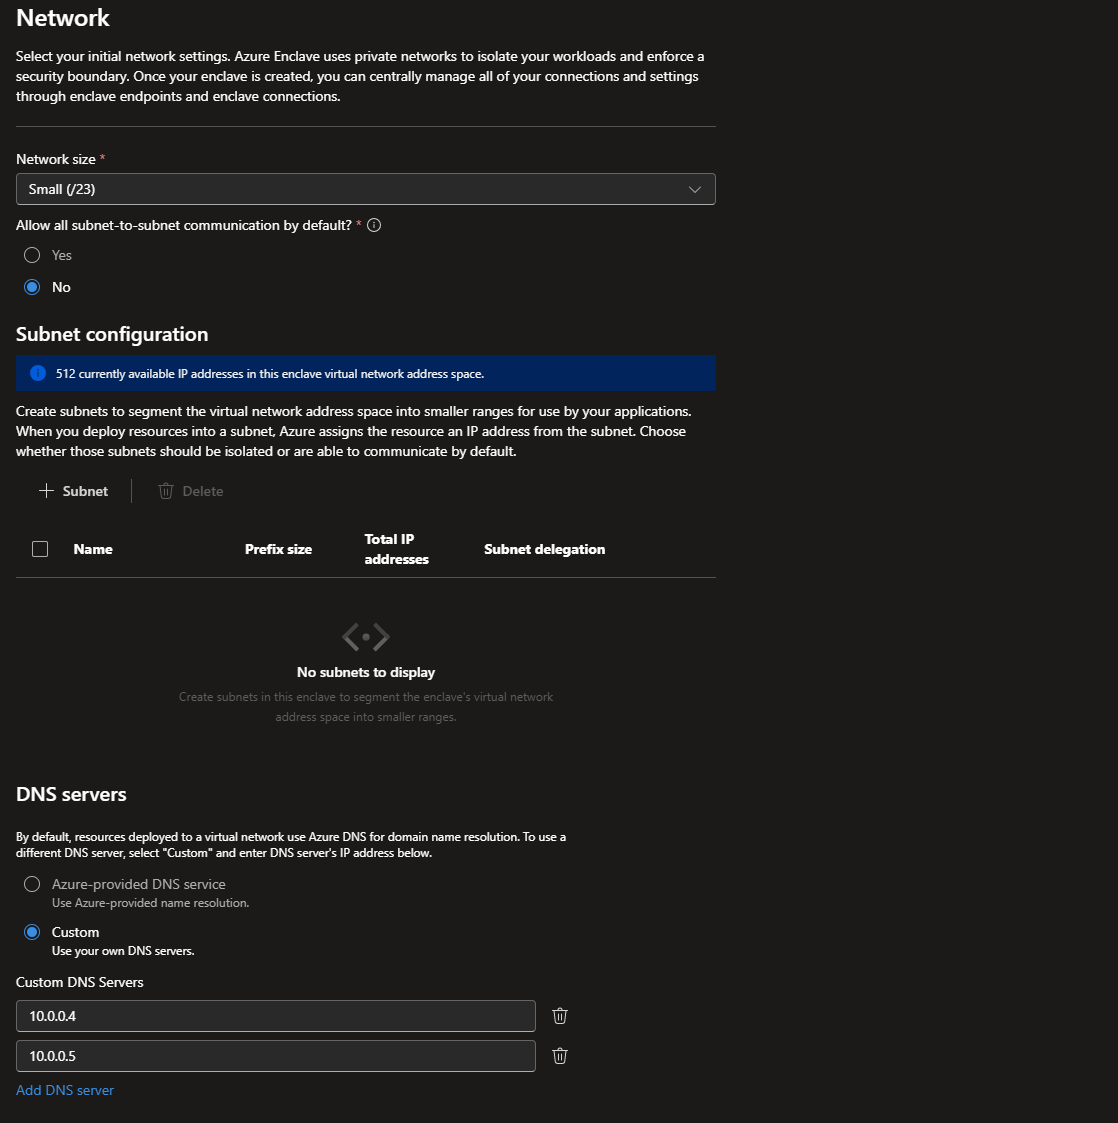 Network
Select your initial network settings. Azure Enclave uses private networks to isolate your workloads and enforce a
security boundary. Once your enclave is created, you can centrally manage all of your connections and settings
through enclave endpoints and enclave connections.
Network size *
Small (/23)
Allow all subnet-to-subnet communication by default? *
Yes
No
Subnet configuration
512 currently available IP addresses in this enclave virtual network address space.
Create subnets to segment the virtual network address space into smaller ranges for use by your applications.
When you deploy resources into a subnet, Azure assigns the resource an IP address from the subnet. Choose
whether those subnets should be isolated or are able to communicate by default.
Subnet Delete
Name Prefix size Total IP addresses Subnet delegation
No subnets to display
Create subnets in this enclave to segment the enclave's virtual network
address space into smaller ranges.
DNS servers
By default, resources deployed to a virtual network use Azure DNS for domain name resolution. To use a
different DNS server, select "Custom" and enter DNS server's IP address below.
Azure-provided DNS service
Use Azure-provided name resolution.
Custom
Use your own DNS servers.
Custom DNS Servers
10.0.0.4
10.0.0.5
Add DNS server